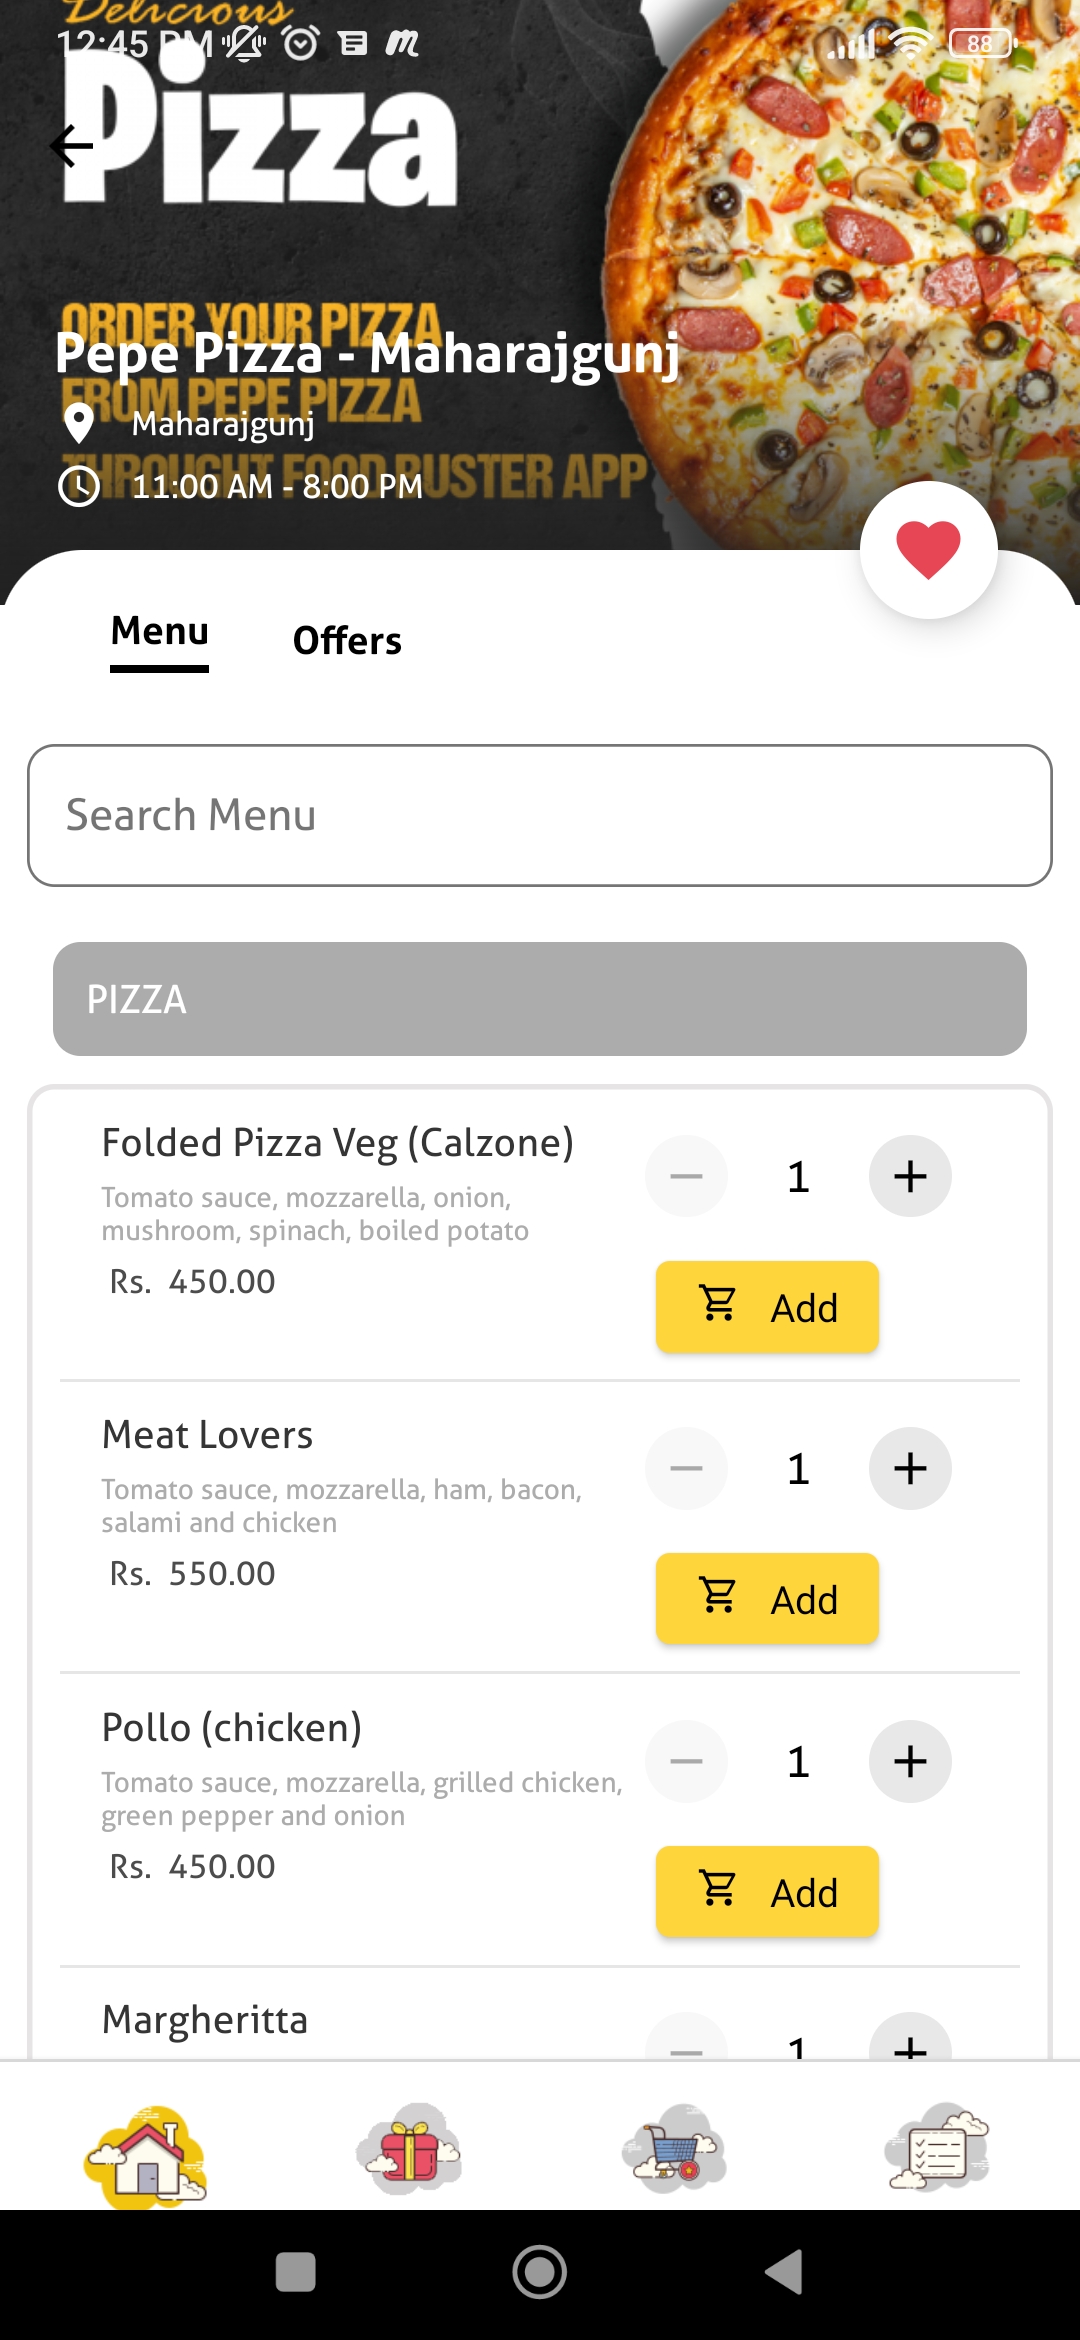 Delicious
12:45 PM
88
Pizza
ORDER YOUR PIZZA
Pepe Pizza - Maharajgunj
FROM PEPE PIZZA
Maharajgunj
THROUGHT FOOD BUSTER APP
11:00 AM - 8:00 PM
Menu
Offers
Search Menu
PIZZA
Folded Pizza Veg (Calzone)
1
Tomato sauce, mozzarella, onion,
mushroom, spinach, boiled potato
Rs. 450.00
Add
Meat Lovers
1
Tomato sauce, mozzarella, ham, bacon,
salami and chicken
Rs. 550.00
Add
Pollo (chicken)
1
Tomato sauce, mozzarella, grilled chicken,
green pepper and onion
Rs. 450.00
Add
Margheritta
1